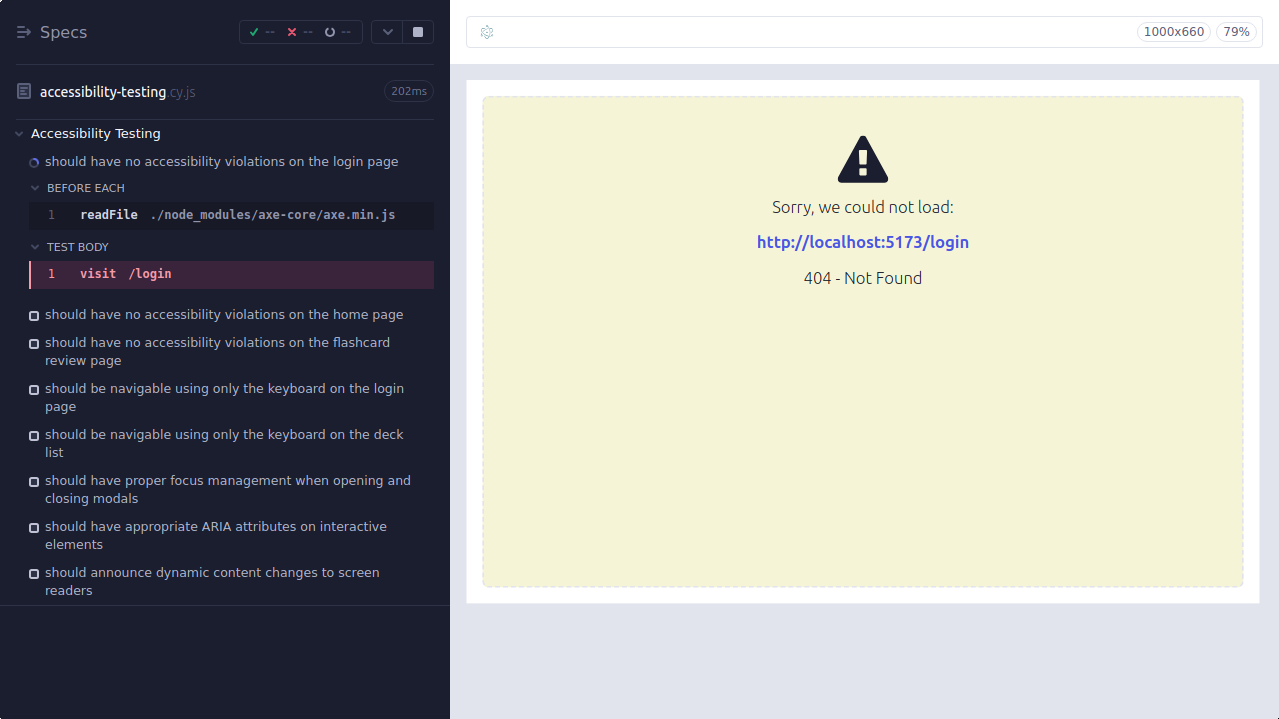 Specs
--
--
--
accessibility-testing.cy.js
202ms
Accessibility Testing
should have no accessibility violations on the login page
BEFORE EACH
1 readFile ./node_modules/axe-core/axe.min.js
TEST BODY
1 visit /login
should have no accessibility violations on the home page
should have no accessibility violations on the flashcard
review page
should be navigable using only the keyboard on the login
page
should be navigable using only the keyboard on the deck
list
should have proper focus management when opening and
closing modals
should have appropriate ARIA attributes on interactive
elements
should announce dynamic content changes to screen
readers
1000x660
79%
Sorry, we could not load:
http://localhost:5173/login
404 - Not Found